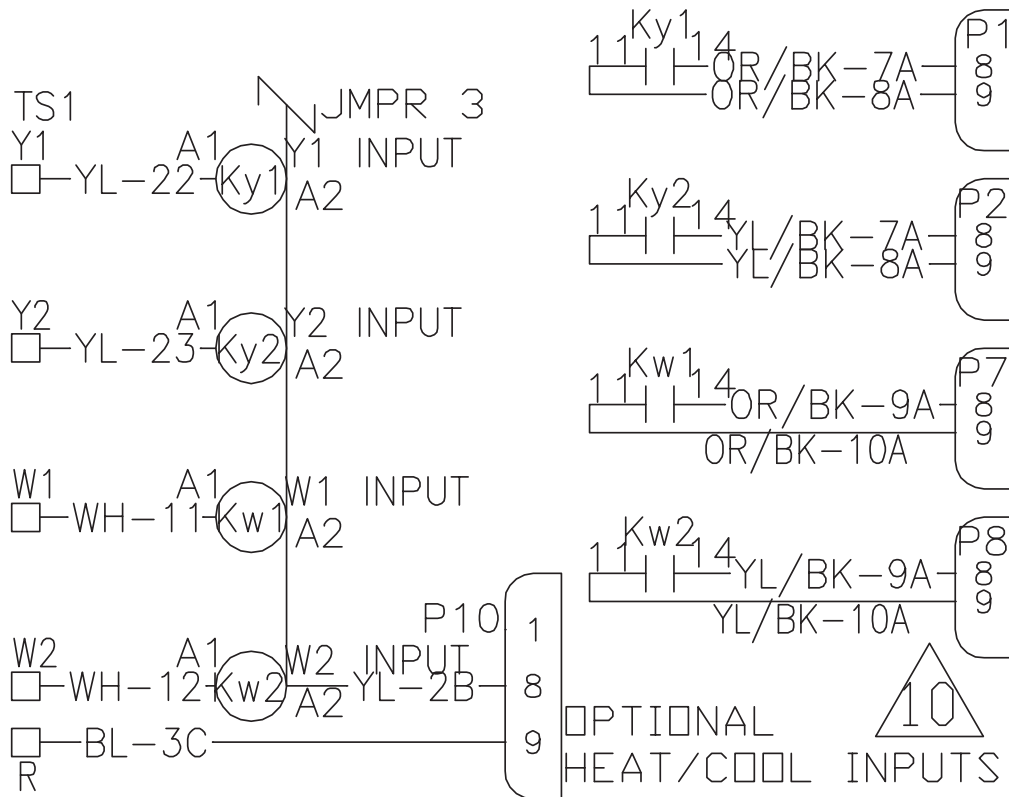 TS1
JMPR 3
Y1
A1
Y1 INPUT
YL-22
Ky1
A2
Y2
A1
Y2 INPUT
YL-23
Ky2
A2
W1
A1
W1 INPUT
WH-11
Kw1
A2
W2
A1
W2 INPUT
WH-12
Kw2
A2
YL-2B
BL-3C
R
P10
1
8
9
OPTIONAL
HEAT/COOL INPUTS
10
Ky1
11
14
OR/BK-7A
OR/BK-8A
P1
8
9
Ky2
11
14
YL/BK-7A
YL/BK-8A
P2
8
9
Kw1
11
14
OR/BK-9A
OR/BK-10A
P7
8
9
Kw2
11
14
YL/BK-9A
YL/BK-10A
P8
8
9